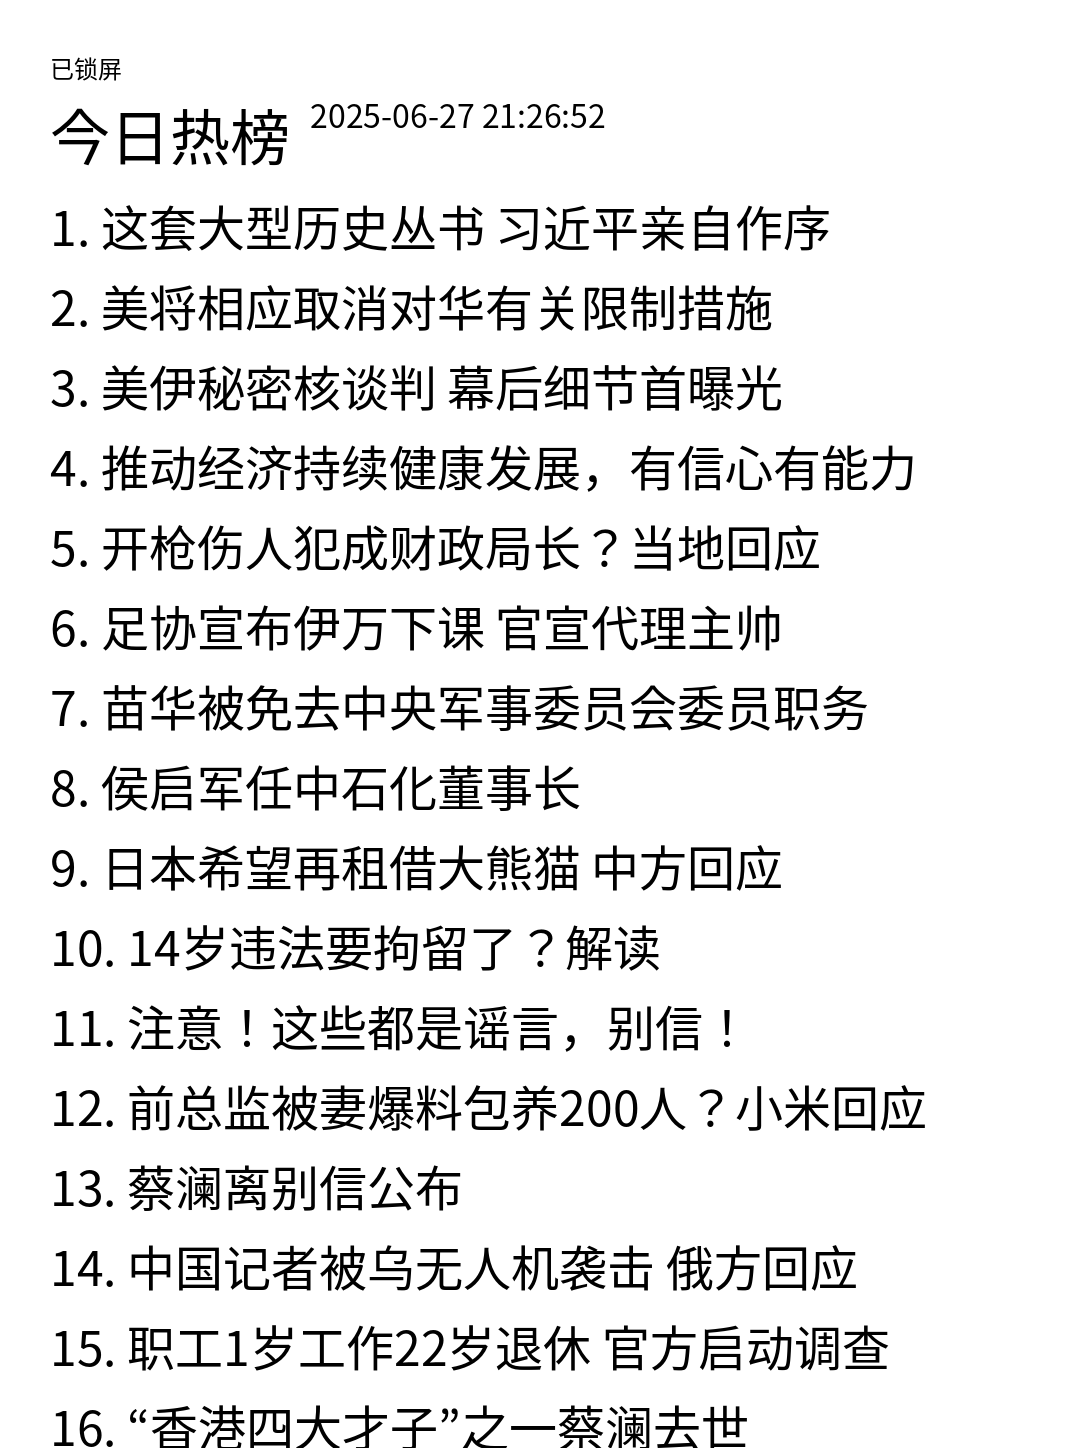 已锁屏
今日热榜 2025-06-27 21:26:52
1. 这套大型历史丛书 习近平亲自作序
2. 美将相应取消对华有关限制措施
3. 美伊秘密核谈判 幕后细节首曝光
4. 推动经济持续健康发展，有信心有能力
5. 开枪伤人犯成财政局长？当地回应
6. 足协宣布伊万下课 官宣代理主帅
7. 苗华被免去中央军事委员会委员职务
8. 侯启军任中石化董事长
9. 日本希望再租借大熊猫 中方回应
10. 14岁违法要拘留了？解读
11. 注意！这些都是谣言，别信！
12. 前总监被妻爆料包养200人？小米回应
13. 蔡澜离别信公布
14. 中国记者被乌无人机袭击 俄方回应
15. 职工1岁工作22岁退休 官方启动调查
16. “香港四大才子”之一蔡澜去世